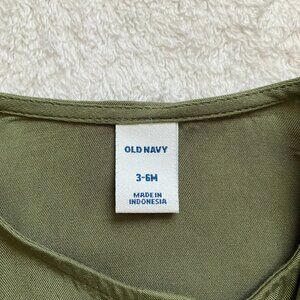 OLD NAVY
3-6M
MADE IN
INDONESIA